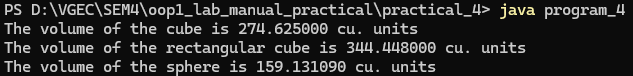 PS D:\VGEC\SEM4\oop1_lab_manual_practical\practical_4> java program_4
The volume of the cube is 274.625000 cu. units
The volume of the rectangular cube is 344.448000 cu. units
The volume of the sphere is 159.131090 cu. units